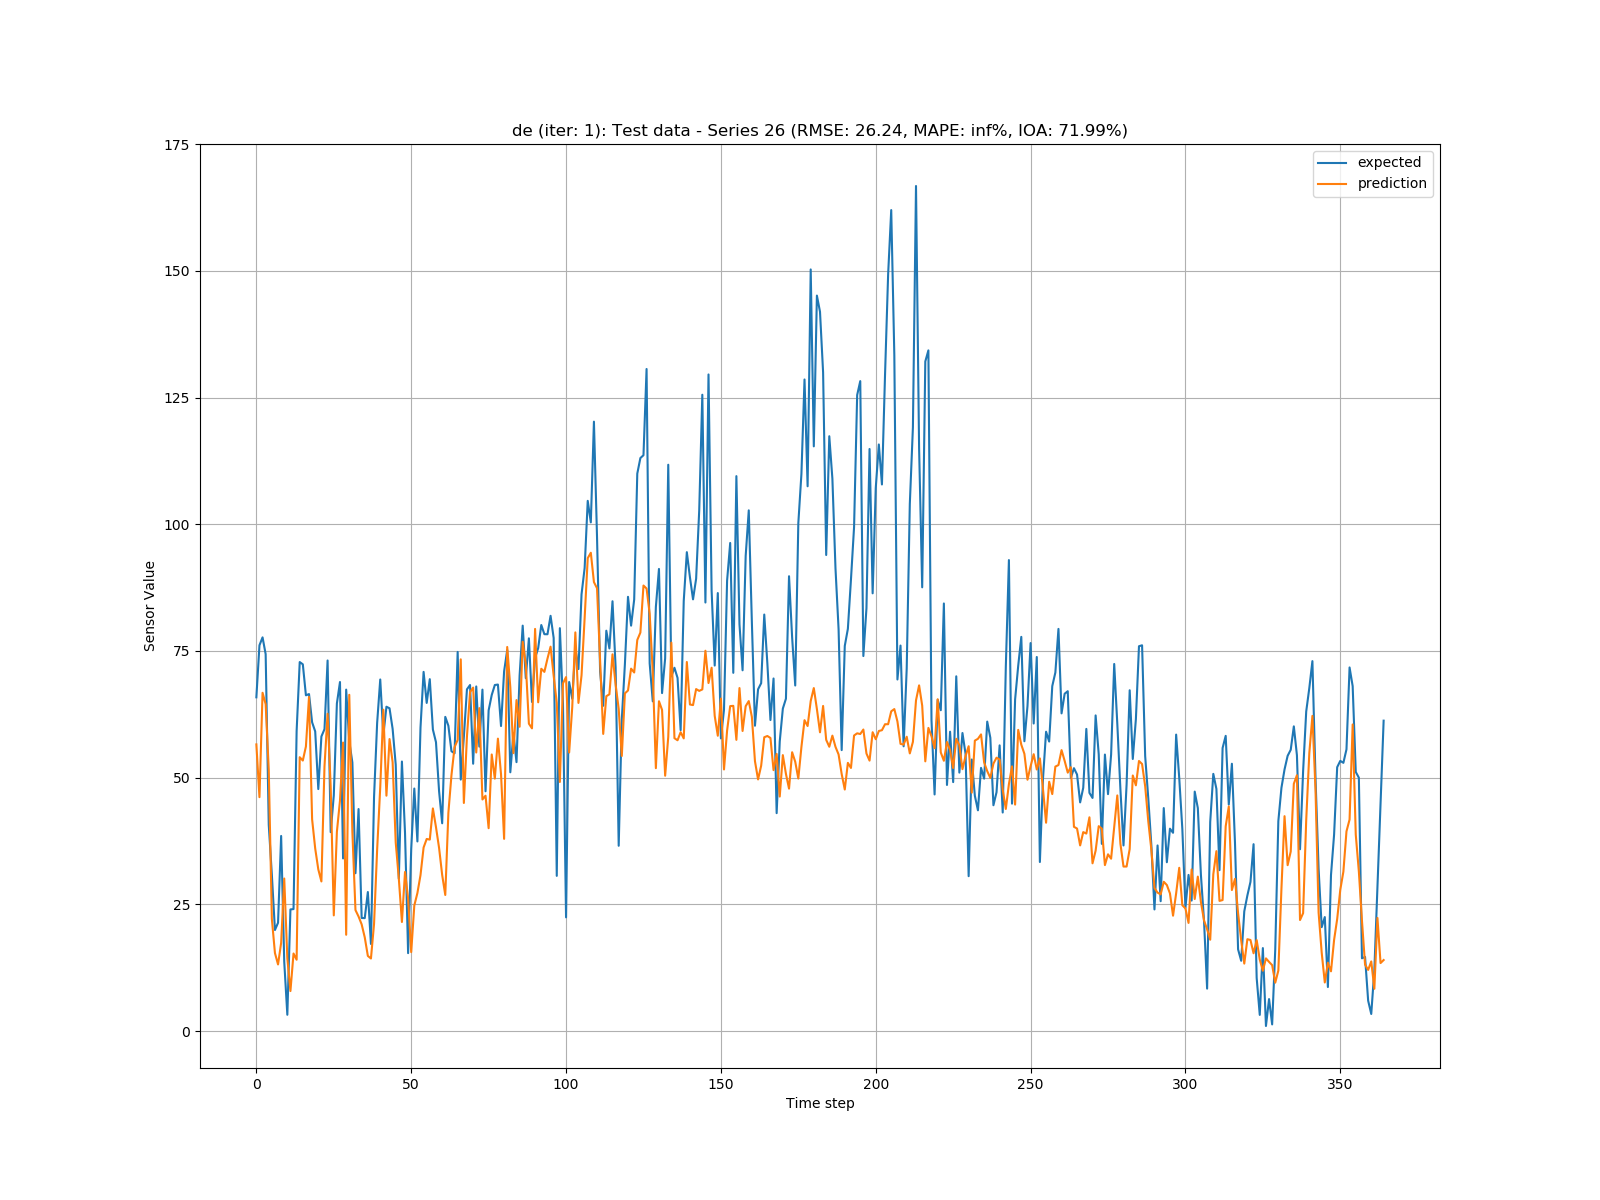 de (iter: 1): Test data - Series 26 (RMSE: 26.24, MAPE: inf%, IOA: 71.99%)
expected
prediction
Sensor Value
175
150
125
100
75
50
25
0
0 50 100 150 200 250 300 350
Time step